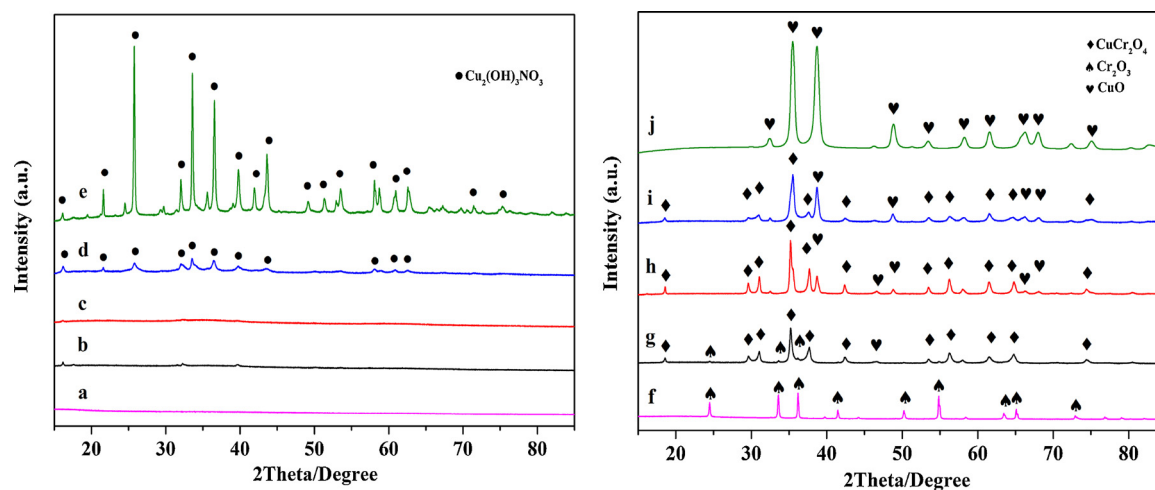 ● Cu₂(OH)₃NO₃
e
d
c
b
a
Intensity (a.u.)
20 30 40 50 60 70 80
2Theta/Degree
♦ CuCr₂O₄
♠ Cr₂O₃
♥ CuO
j
i
h
g
f
Intensity (a.u.)
20 30 40 50 60 70 80
2Theta/Degree